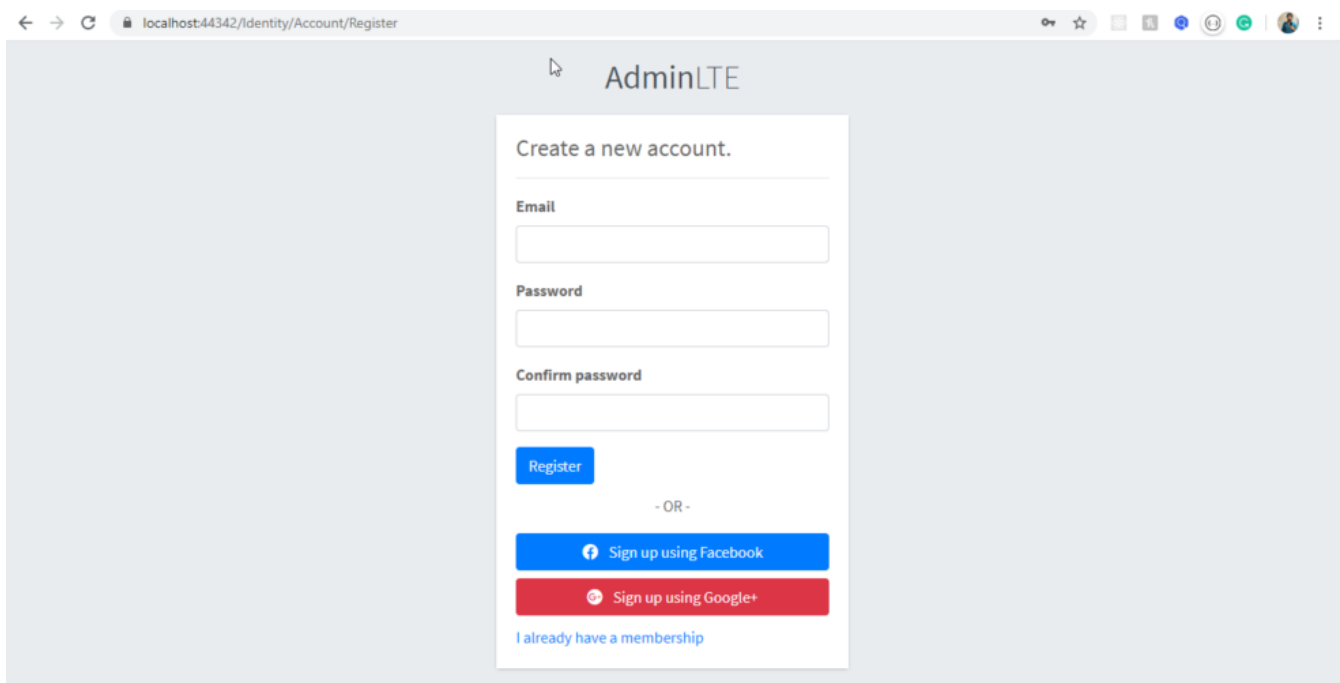 localhost:44342/Identity/Account/Register
AdminLTE
Create a new account.
Email
Password
Confirm password
Register
- OR -
Sign up using Facebook
Sign up using Google+
I already have a membership